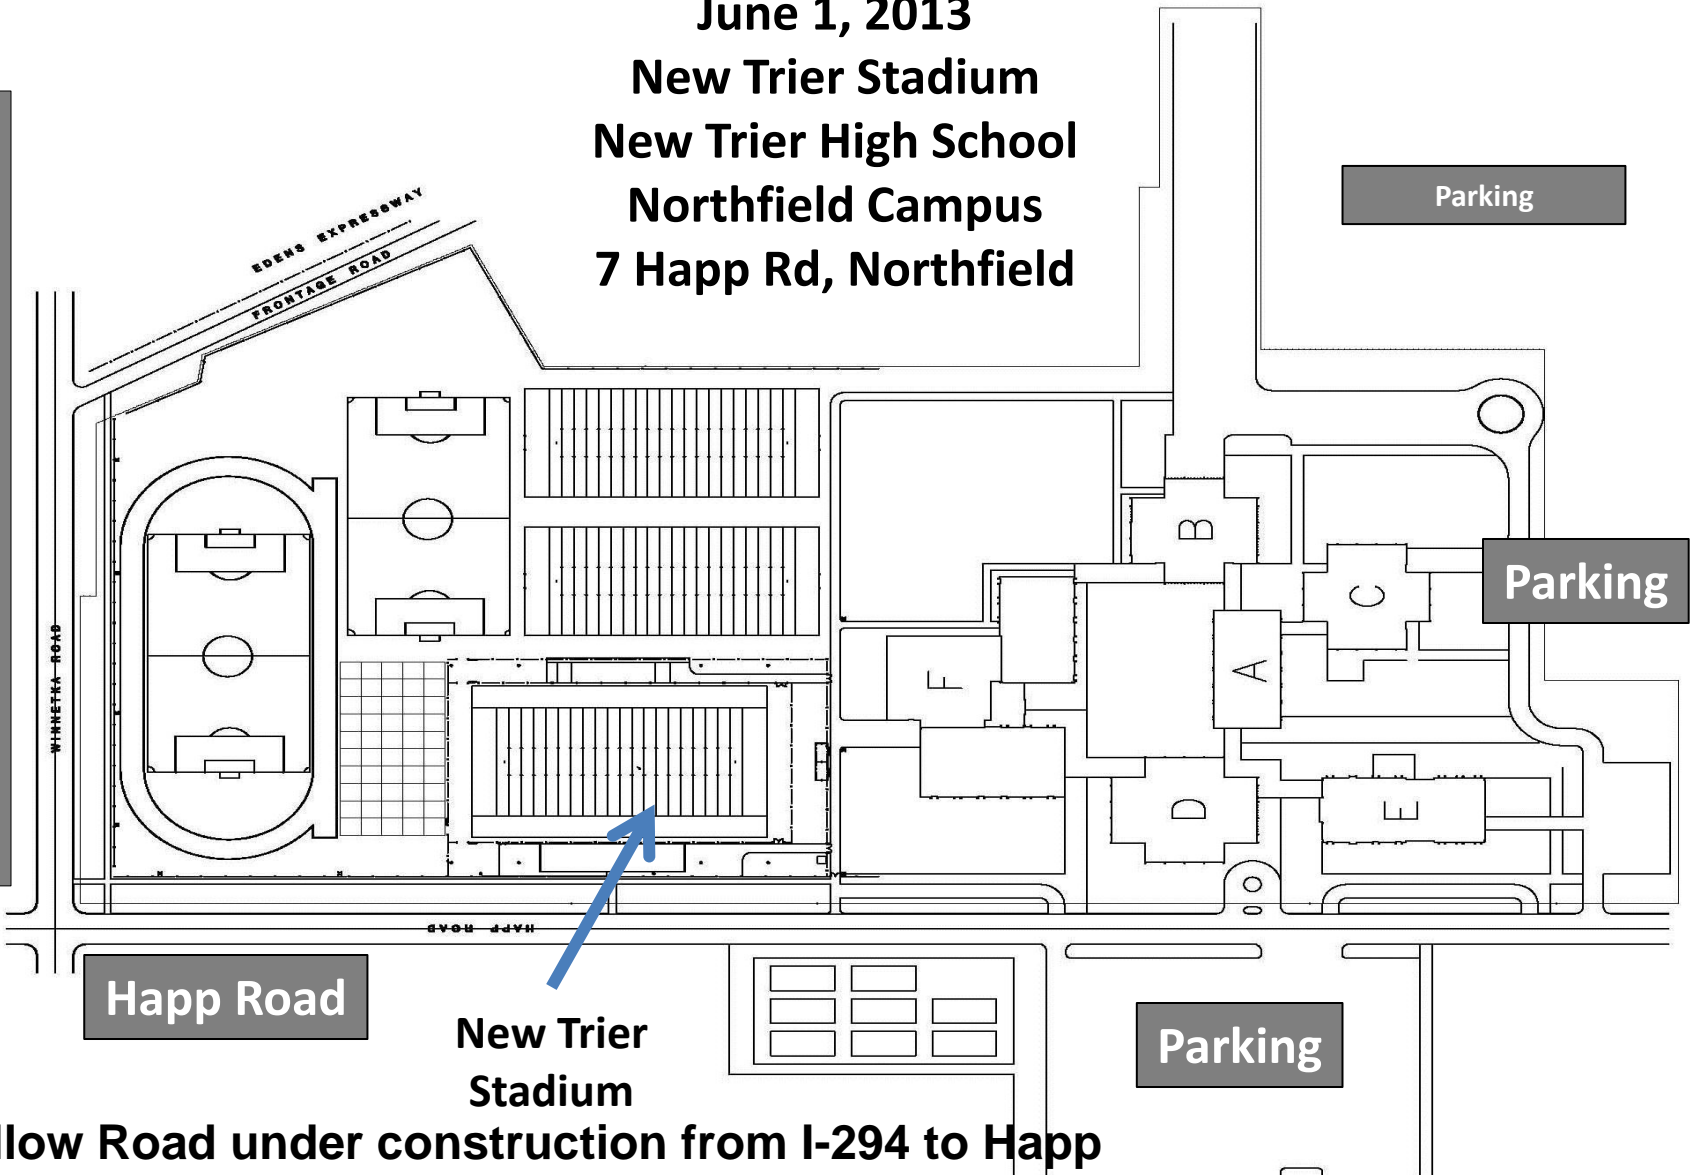 June 1, 2013
New Trier Stadium
New Trier High School
Northfield Campus
7 Happ Rd, Northfield
Parking
EDENS EXPRESSWAY
FRONTAGE ROAD
WINNETKA ROAD
B
C
Parking
F
A
D
E
HAPP ROAD
Happ Road
New Trier
Stadium
Parking
Road under construction from I-294 to Happ